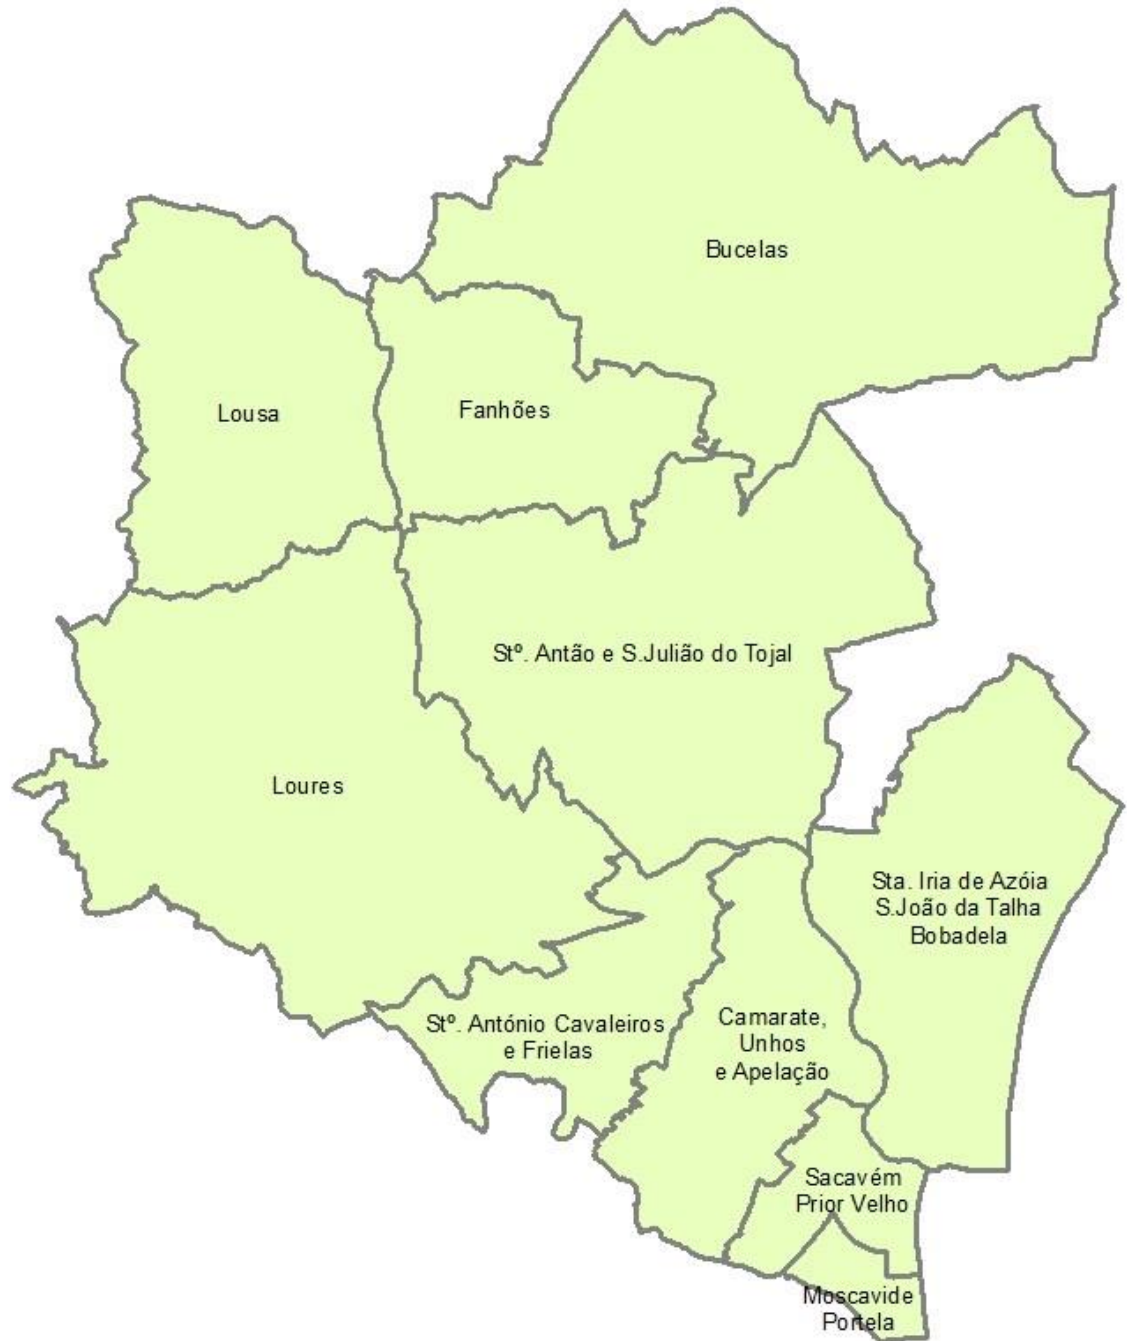 Bucelas
Lousa
Fanhões
Stº. Antão e S.Julião do Tojal
Loures
Sta. Iria de Azóia
S.João da Talha
Bobadela
Stº. António Cavaleiros
e Frielas
Camarate,
Unhos
e Apelação
Sacavém
Prior Velho
Moscavide
Portela